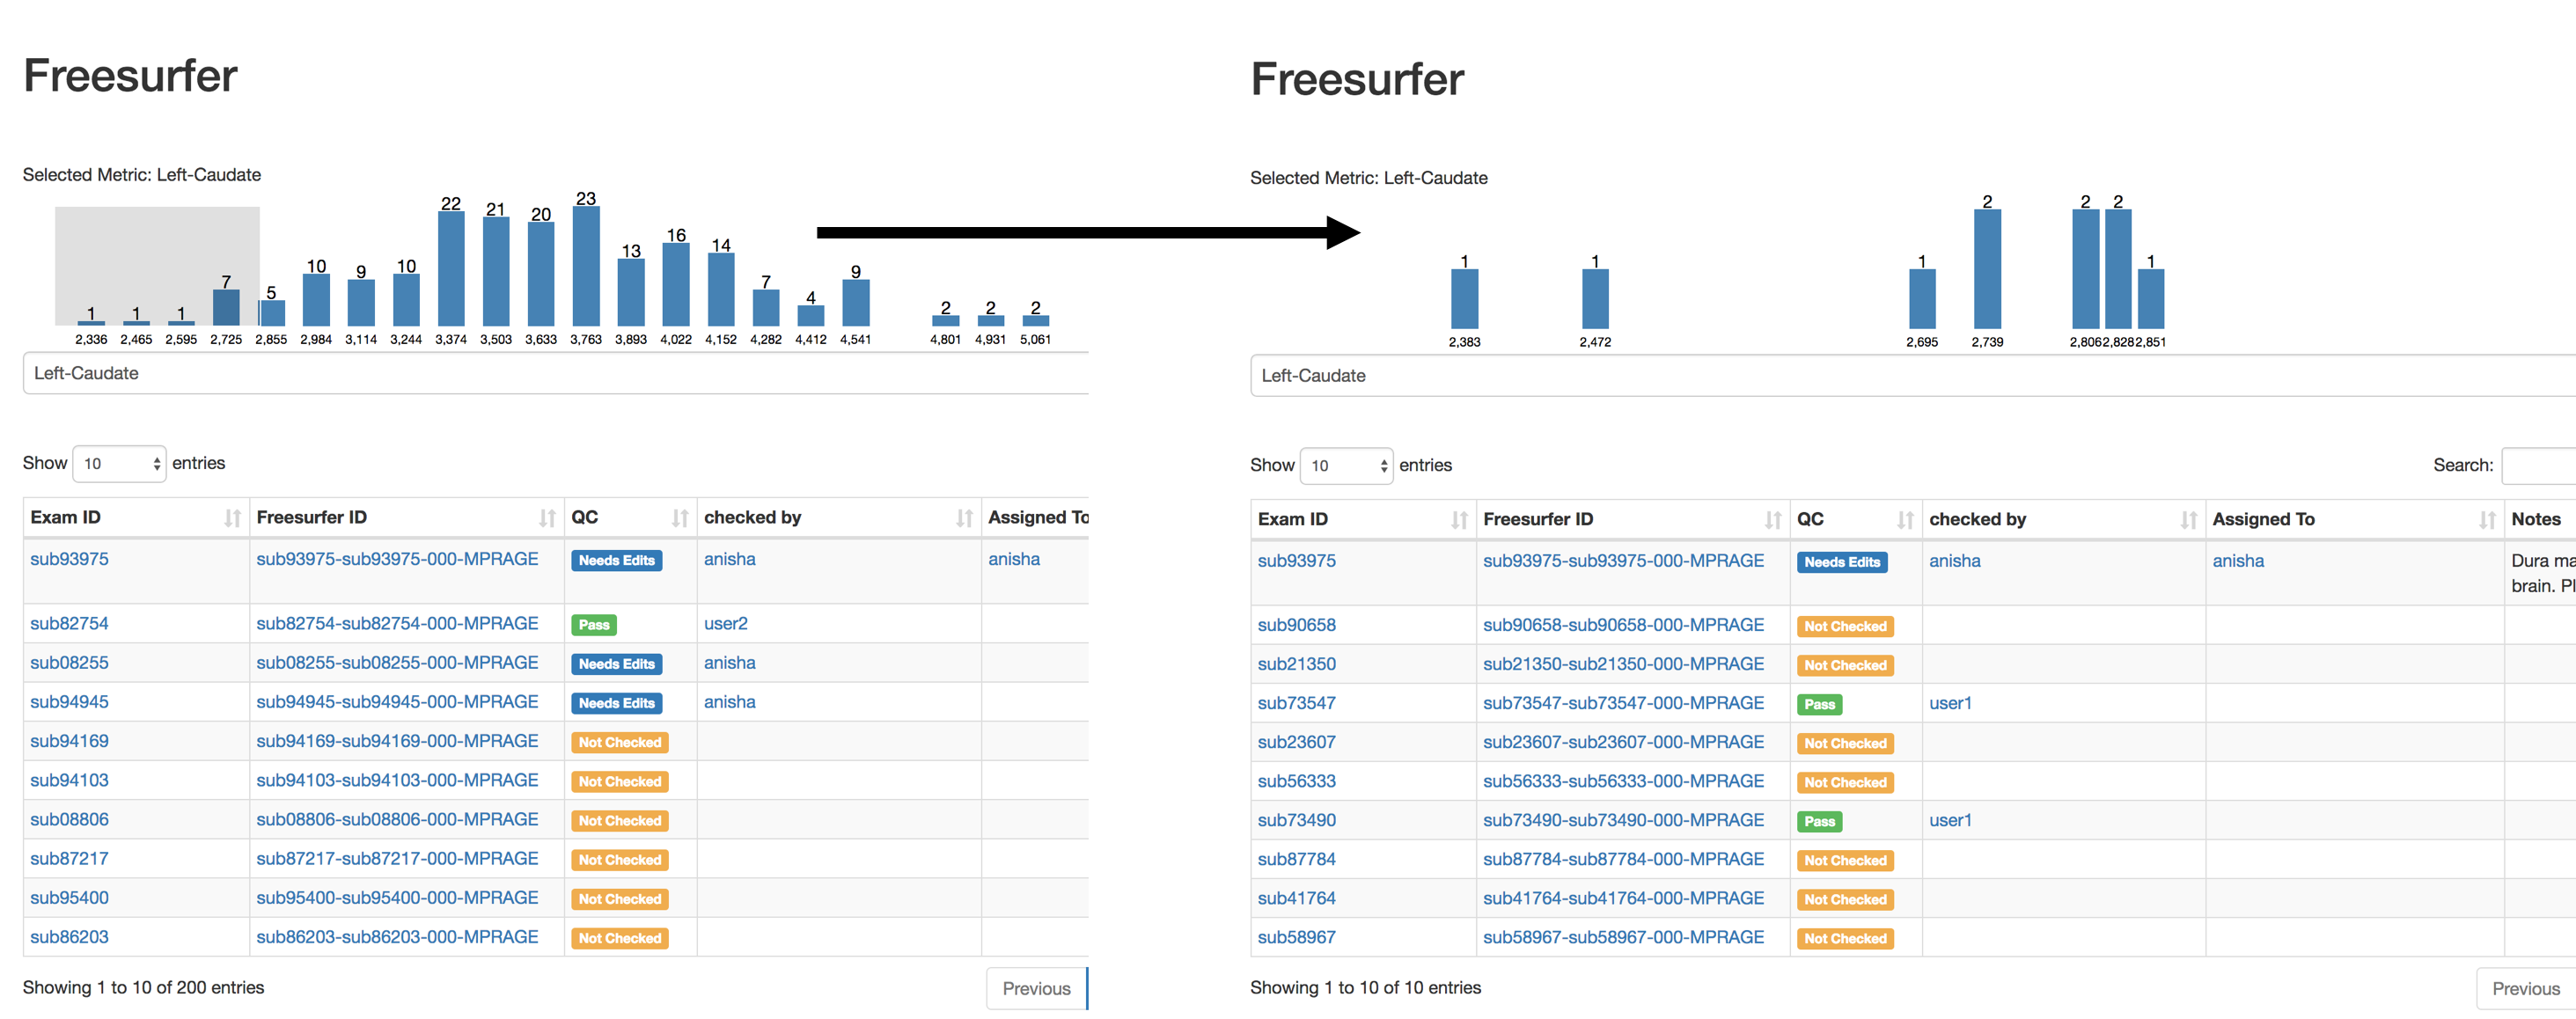 Freesurfer
Selected Metric: Left-Caudate
1 1 1 7 5 10 9 10 22 21 20 23 13 16 14 7 4 9 2 2 2
2,336 2,465 2,595 2,725 2,855 2,984 3,114 3,244 3,374 3,503 3,633 3,763 3,893 4,022 4,152 4,282 4,412 4,541 4,801 4,931 5,061
Left-Caudate
Show 10 entries
Exam ID Freesurfer ID QC checked by Assigned To
sub93975 sub93975-sub93975-000-MPRAGE Needs Edits anisha anisha
sub82754 sub82754-sub82754-000-MPRAGE Pass user2
sub08255 sub08255-sub08255-000-MPRAGE Needs Edits anisha
sub94945 sub94945-sub94945-000-MPRAGE Needs Edits anisha
sub94169 sub94169-sub94169-000-MPRAGE Not Checked
sub94103 sub94103-sub94103-000-MPRAGE Not Checked
sub08806 sub08806-sub08806-000-MPRAGE Not Checked
sub87217 sub87217-sub87217-000-MPRAGE Not Checked
sub95400 sub95400-sub95400-000-MPRAGE Not Checked
sub86203 sub86203-sub86203-000-MPRAGE Not Checked
Showing 1 to 10 of 200 entries
Previous
Freesurfer
Selected Metric: Left-Caudate
1 1 1 2 2 2 1
2,383 2,472 2,695 2,739 2,806 2,828 2,851
Left-Caudate
Show 10 entries
Search:
Exam ID Freesurfer ID QC checked by Assigned To Notes
sub93975 sub93975-sub93975-000-MPRAGE Needs Edits anisha anisha Dura ma
brain. Pl
sub90658 sub90658-sub90658-000-MPRAGE Not Checked
sub21350 sub21350-sub21350-000-MPRAGE Not Checked
sub73547 sub73547-sub73547-000-MPRAGE Pass user1
sub23607 sub23607-sub23607-000-MPRAGE Not Checked
sub56333 sub56333-sub56333-000-MPRAGE Not Checked
sub73490 sub73490-sub73490-000-MPRAGE Pass user1
sub87784 sub87784-sub87784-000-MPRAGE Not Checked
sub41764 sub41764-sub41764-000-MPRAGE Not Checked
sub58967 sub58967-sub58967-000-MPRAGE Not Checked
Showing 1 to 10 of 10 entries
Previous